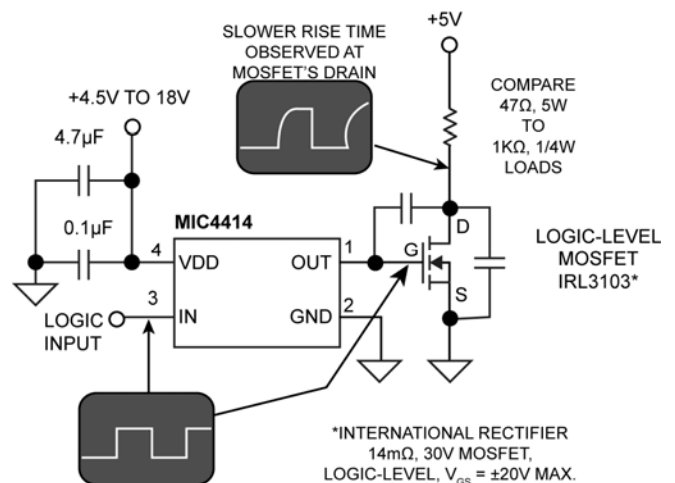 SLOWER RISE TIME
OBSERVED AT
MOSFET'S DRAIN
+5V
+4.5V TO 18V
COMPARE
47Ω, 5W
TO
1KΩ, 1/4W
LOADS
4.7µF
0.1µF
MIC4414
4
VDD
OUT
1
G
D
S
LOGIC-LEVEL
MOSFET
IRL3103*
3
IN
GND
2
LOGIC
INPUT
*INTERNATIONAL RECTIFIER
14mΩ, 30V MOSFET,
LOGIC-LEVEL, VGS = ±20V MAX.